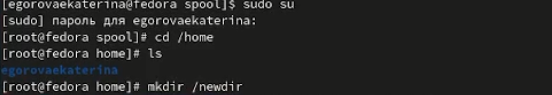 [egorovaekaterina@fedora spool]$ sudo su
[sudo] пароль для egorovaekaterina:
[root@fedora spool]# cd /home
[root@fedora home]# ls
egorovaekaterina
[root@fedora home]# mkdir /newdir